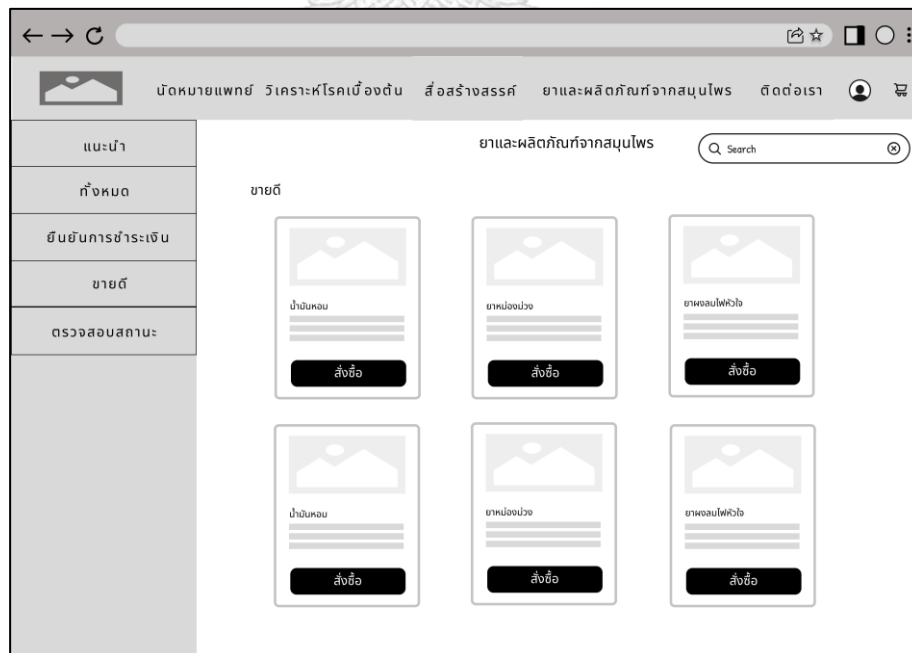 นัดหมายแพทย์ วิเคราะห์โรคเบื้องต้น สื่อสร้างสรรค์ ยาและผลิตภัณฑ์จากสมุนไพร ติดต่อเรา
แนะนำ
ทั้งหมด
ยืนยันการชำระเงิน
ขายดี
ตรวจสอบสถานะ
ยาและผลิตภัณฑ์จากสมุนไพร
Search
ขายดี
น้ำมันหอม
ยาหม่องม่วง
ยาผงลมไฟหัวใจ
สั่งซื้อ
สั่งซื้อ
สั่งซื้อ
น้ำมันหอม
ยาหม่องม่วง
ยาผงลมไฟหัวใจ
สั่งซื้อ
สั่งซื้อ
สั่งซื้อ